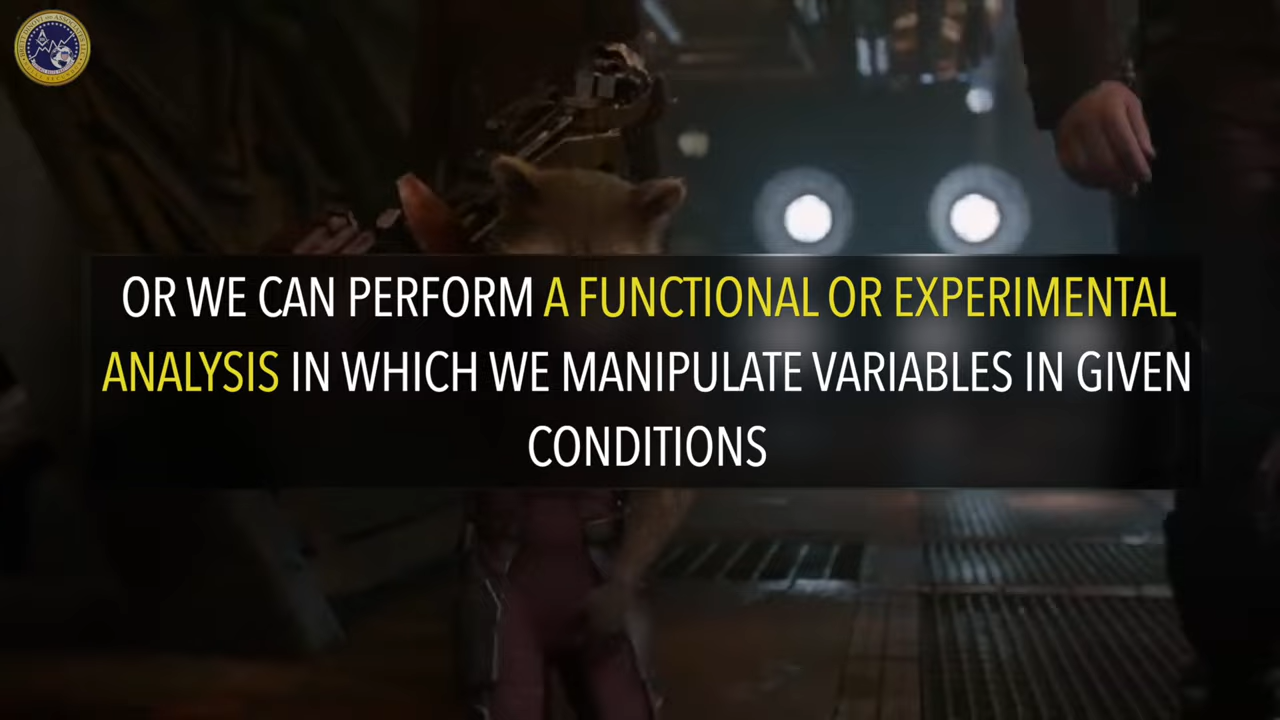 OR WE CAN PERFORM A FUNCTIONAL OR EXPERIMENTAL
ANALYSIS IN WHICH WE MANIPULATE VARIABLES IN GIVEN
CONDITIONS